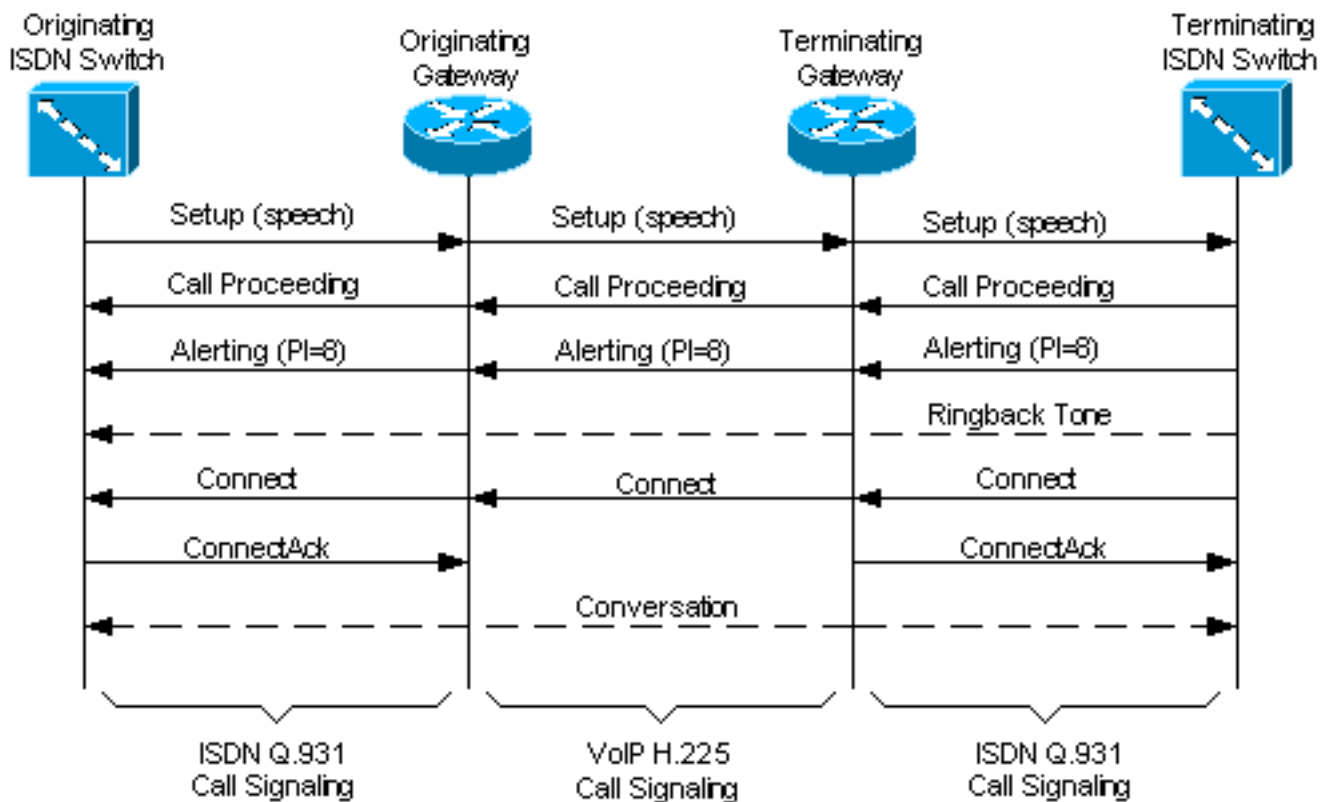 Originating
ISDN Switch
Originating
Gateway
Terminating
Gateway
Terminating
ISDN Switch
Setup (speech)
Setup (speech)
Setup (speech)
Call Proceeding
Call Proceeding
Call Proceeding
Alerting (PI=8)
Alerting (PI=8)
Alerting (PI=8)
Ringback Tone
Connect
Connect
Connect
ConnectAck
ConnectAck
Conversation
ISDN Q.931
Call Signaling
VoIP H.225
Call Signaling
ISDN Q.931
Call Signaling